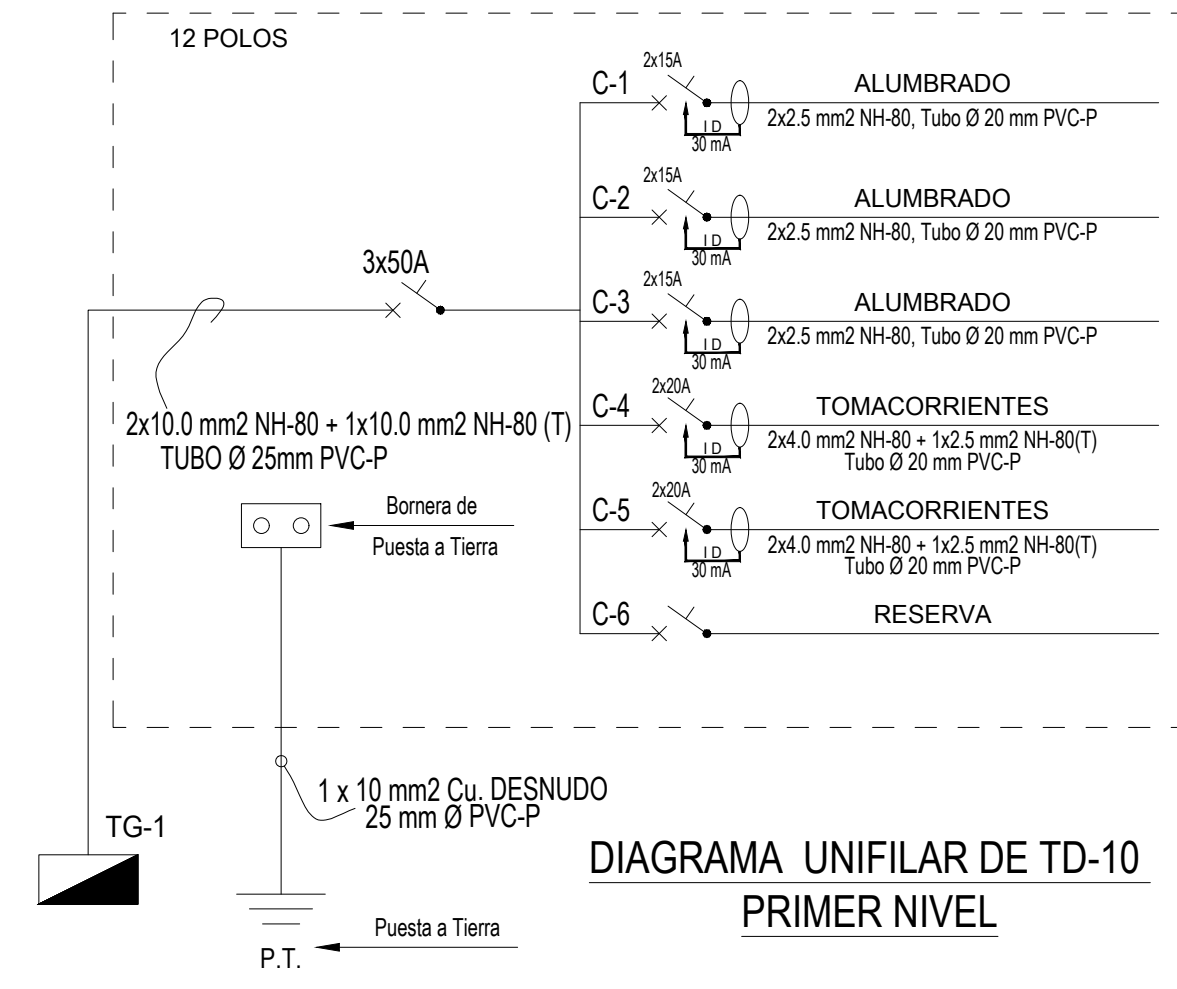 12 POLOS
C-1
2x15A
I D
30 mA
ALUMBRADO
2x2.5 mm2 NH-80, Tubo Ø 20 mm PVC-P
C-2
2x15A
I D
30 mA
ALUMBRADO
2x2.5 mm2 NH-80, Tubo Ø 20 mm PVC-P
3x50A
C-3
2x15A
I D
30 mA
ALUMBRADO
2x2.5 mm2 NH-80, Tubo Ø 20 mm PVC-P
2x10.0 mm2 NH-80 + 1x10.0 mm2 NH-80 (T)
TUBO Ø 25mm PVC-P
C-4
2x20A
I D
30 mA
TOMACORRIENTES
2x4.0 mm2 NH-80 + 1x2.5 mm2 NH-80(T)
Tubo Ø 20 mm PVC-P
Bornera de
Puesta a Tierra
C-5
2x20A
I D
30 mA
TOMACORRIENTES
2x4.0 mm2 NH-80 + 1x2.5 mm2 NH-80(T)
Tubo Ø 20 mm PVC-P
C-6
RESERVA
1 x 10 mm2 Cu. DESNUDO
25 mm Ø PVC-P
TG-1
Puesta a Tierra
P.T.
DIAGRAMA UNIFILAR DE TD-10
PRIMER NIVEL